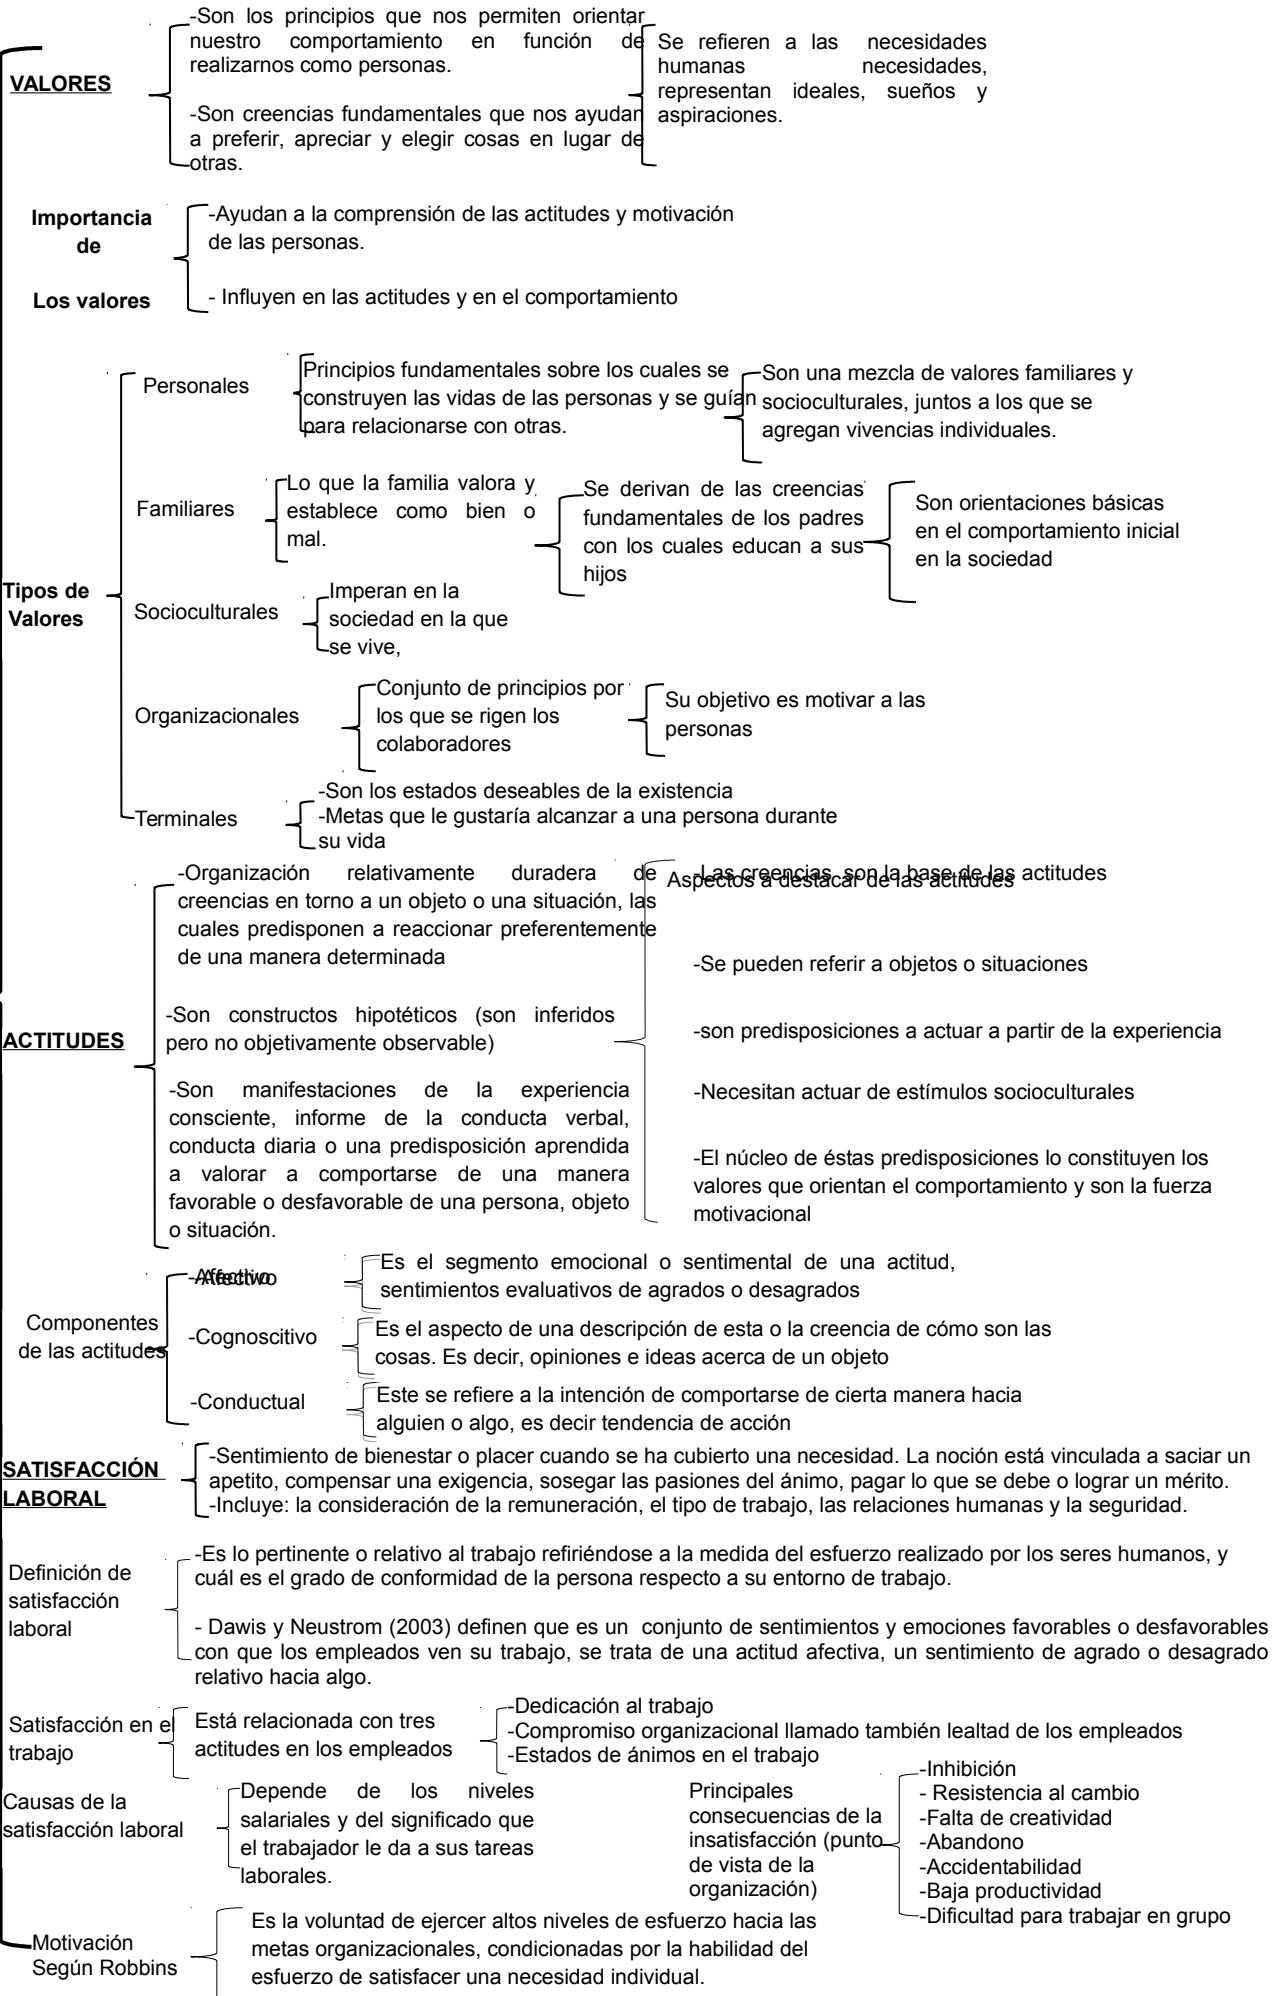 VALORES
-Son los principios que nos permiten orientar
nuestro comportamiento en función de
realizarnos como personas.
-Son creencias fundamentales que nos ayudan
a preferir, apreciar y elegir cosas en lugar de
otras.
Se refieren a las necesidades
humanas necesidades,
representan ideales, sueños y
aspiraciones.
Importancia
de
Los valores
-Ayudan a la comprensión de las actitudes y motivación
de las personas.
- Influyen en las actitudes y en el comportamiento
Tipos de
Valores
Personales
Principios fundamentales sobre los cuales se
construyen las vidas de las personas y se guían
para relacionarse con otras.
Son una mezcla de valores familiares y
socioculturales, juntos a los que se
agregan vivencias individuales.
Familiares
Lo que la familia valora y
establece como bien o
mal.
Se derivan de las creencias
fundamentales de los padres
con los cuales educan a sus
hijos
Son orientaciones básicas
en el comportamiento inicial
en la sociedad
Socioculturales
Imperan en la
sociedad en la que
se vive,
Organizacionales
Conjunto de principios por
los que se rigen los
colaboradores
Su objetivo es motivar a las
personas
Terminales
-Son los estados deseables de la existencia
-Metas que le gustaría alcanzar a una persona durante
su vida
ACTITUDES
-Organización relativamente duradera de
creencias en torno a un objeto o una situación, las
cuales predisponen a reaccionar preferentemente
de una manera determinada
-Son constructos hipotéticos (son inferidos
pero no objetivamente observable)
-Son manifestaciones de la experiencia
consciente, informe de la conducta verbal,
conducta diaria o una predisposición aprendida
a valorar a comportarse de una manera
favorable o desfavorable de una persona, objeto
o situación.
Aspectos a destacar de las actitudes
-Las creencias son la base de las actitudes
-Se pueden referir a objetos o situaciones
-son predisposiciones a actuar a partir de la experiencia
-Necesitan actuar de estímulos socioculturales
-El núcleo de éstas predisposiciones lo constituyen los
valores que orientan el comportamiento y son la fuerza
motivacional
Componentes
de las actitudes
-Afectivo
- Afectivo
Es el segmento emocional o sentimental de una actitud,
sentimientos evaluativos de agrados o desagrados
-Cognoscitivo
Es el aspecto de una descripción de esta o la creencia de cómo son las
cosas. Es decir, opiniones e ideas acerca de un objeto
-Conductual
Este se refiere a la intención de comportarse de cierta manera hacia
alguien o algo, es decir tendencia de acción
SATISFACCIÓN
LABORAL
-Sentimiento de bienestar o placer cuando se ha cubierto una necesidad. La noción está vinculada a saciar un
apetito, compensar una exigencia, sosegar las pasiones del ánimo, pagar lo que se debe o lograr un mérito.
-Incluye: la consideración de la remuneración, el tipo de trabajo, las relaciones humanas y la seguridad.
Definición de
satisfacción
laboral
-Es lo pertinente o relativo al trabajo refiriéndose a la medida del esfuerzo realizado por los seres humanos, y
cuál es el grado de conformidad de la persona respecto a su entorno de trabajo.
- Dawis y Neustrom (2003) definen que es un conjunto de sentimientos y emociones favorables o desfavorables
con que los empleados ven su trabajo, se trata de una actitud afectiva, un sentimiento de agrado o desagrado
relativo hacia algo.
Satisfacción en el
trabajo
Está relacionada con tres
actitudes en los empleados
-Dedicación al trabajo
-Compromiso organizacional llamado también lealtad de los empleados
-Estados de ánimos en el trabajo
Causas de la
satisfacción laboral
Depende de los niveles
salariales y del significado que
el trabajador le da a sus tareas
laborales.
Principales
consecuencias de la
insatisfacción (punto
de vista de la
organización)
-Inhibición
- Resistencia al cambio
-Falta de creatividad
-Abandono
-Accidentabilidad
-Baja productividad
-Dificultad para trabajar en grupo
Motivación
Según Robbins
Es la voluntad de ejercer altos niveles de esfuerzo hacia las
metas organizacionales, condicionadas por la habilidad del
esfuerzo de satisfacer una necesidad individual.